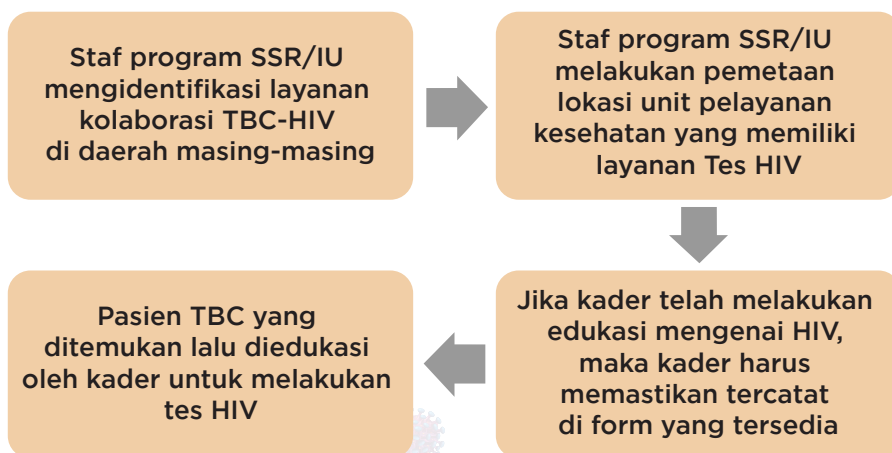 Staf program SSR/IU
mengidentifikasi layanan
kolaborasi TBC-HIV
di daerah masing-masing
Staf program SSR/IU
melakukan pemetaan
lokasi unit pelayanan
kesehatan yang memiliki
layanan Tes HIV
Jika kader telah melakukan
edukasi mengenai HIV,
maka kader harus
memastikan tercatat
di form yang tersedia
Pasien TBC yang
ditemukan lalu diedukasi
oleh kader untuk melakukan
tes HIV